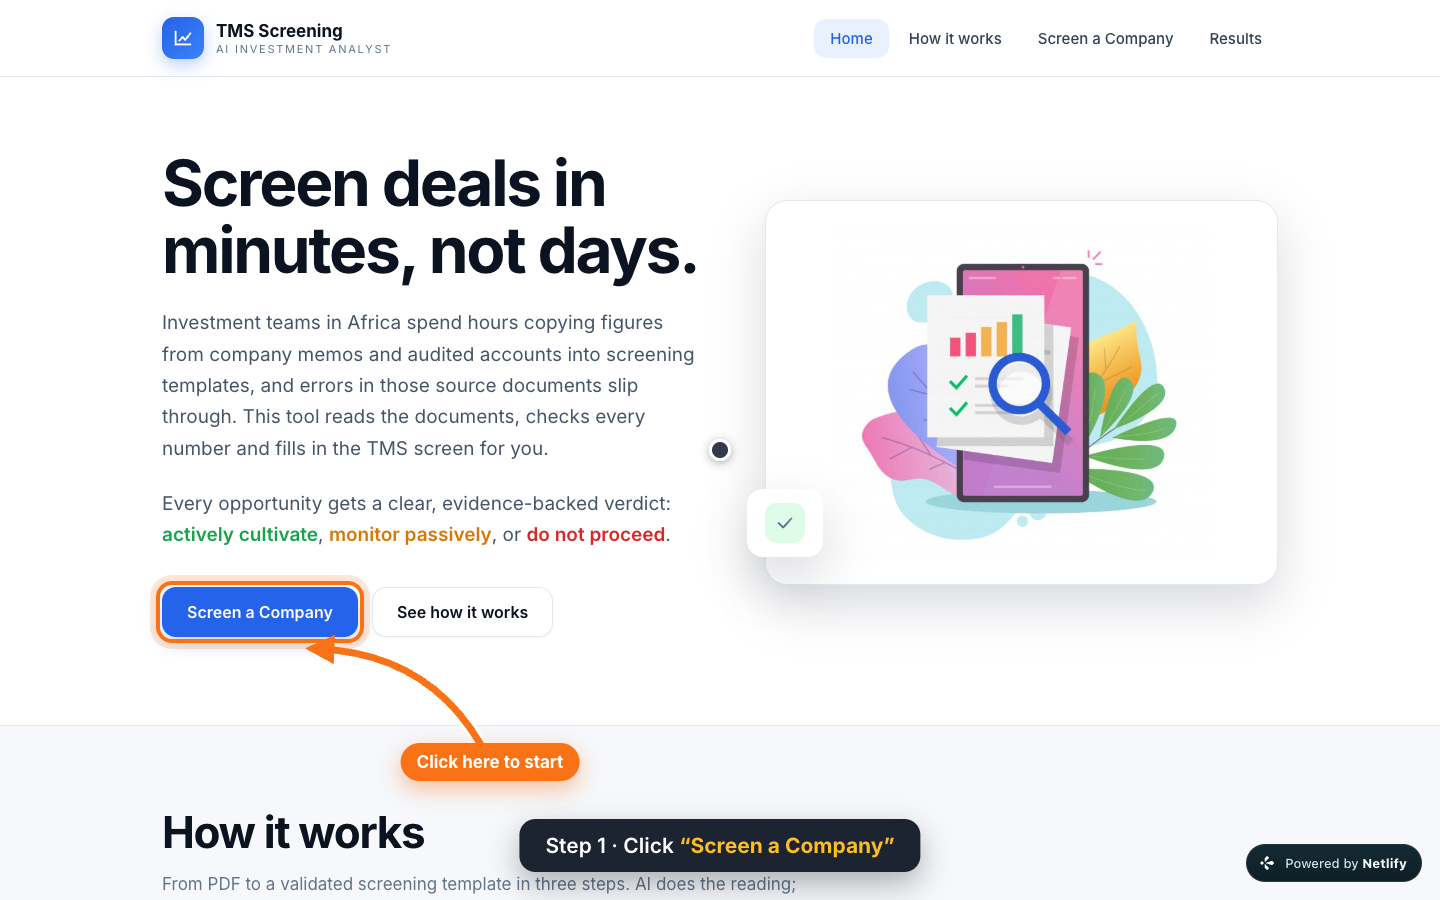 TMS Screening
AI INVESTMENT ANALYST
Home
How it works
Screen a Company
Results
Screen deals in
minutes, not days.
Investment teams in Africa spend hours copying figures
from company memos and audited accounts into screening
templates, and errors in those source documents slip
through. This tool reads the documents, checks every
number and fills in the TMS screen for you.
Every opportunity gets a clear, evidence-backed verdict:
actively cultivate, monitor passively, or do not proceed.
Screen a Company
See how it works
Click here to start
How it works
Step 1 · Click “Screen a Company”
From PDF to a validated screening template in three steps. AI does the reading;
Powered by Netlify